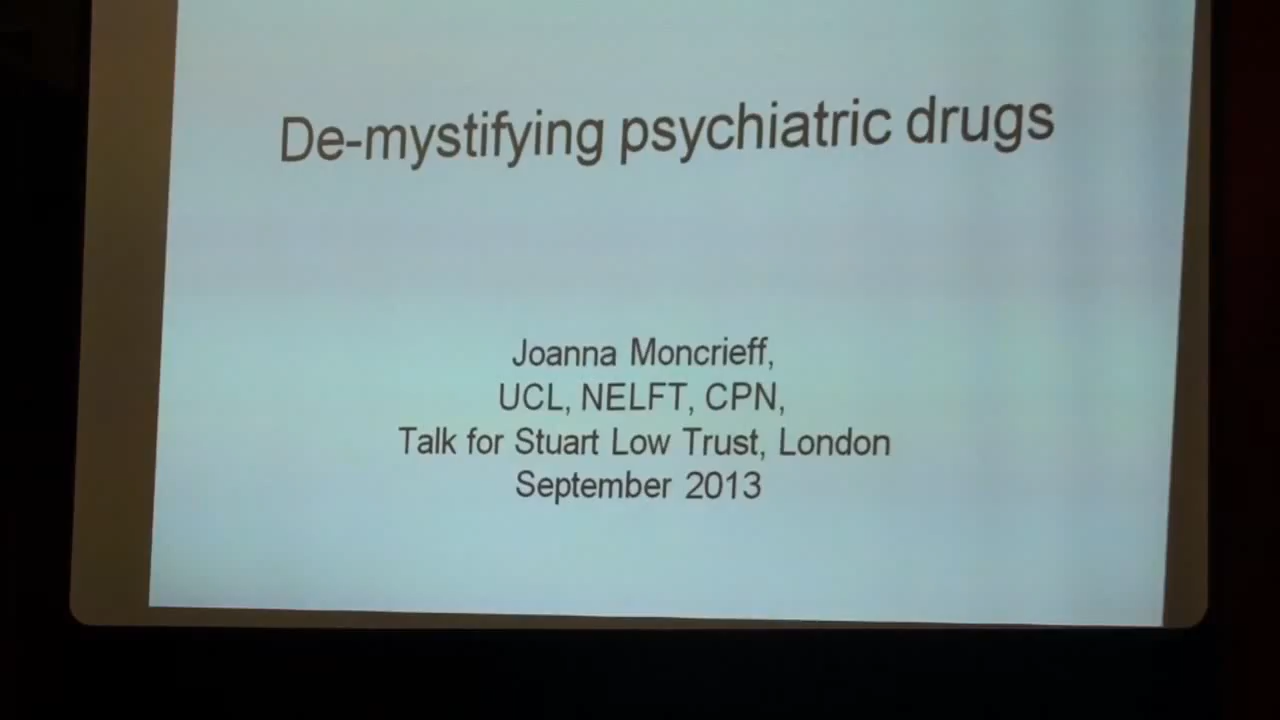 De-mystifying psychiatric drugs
Joanna Moncrieff,
UCL, NELFT, CPN,
Talk for Stuart Low Trust, London
September 2013